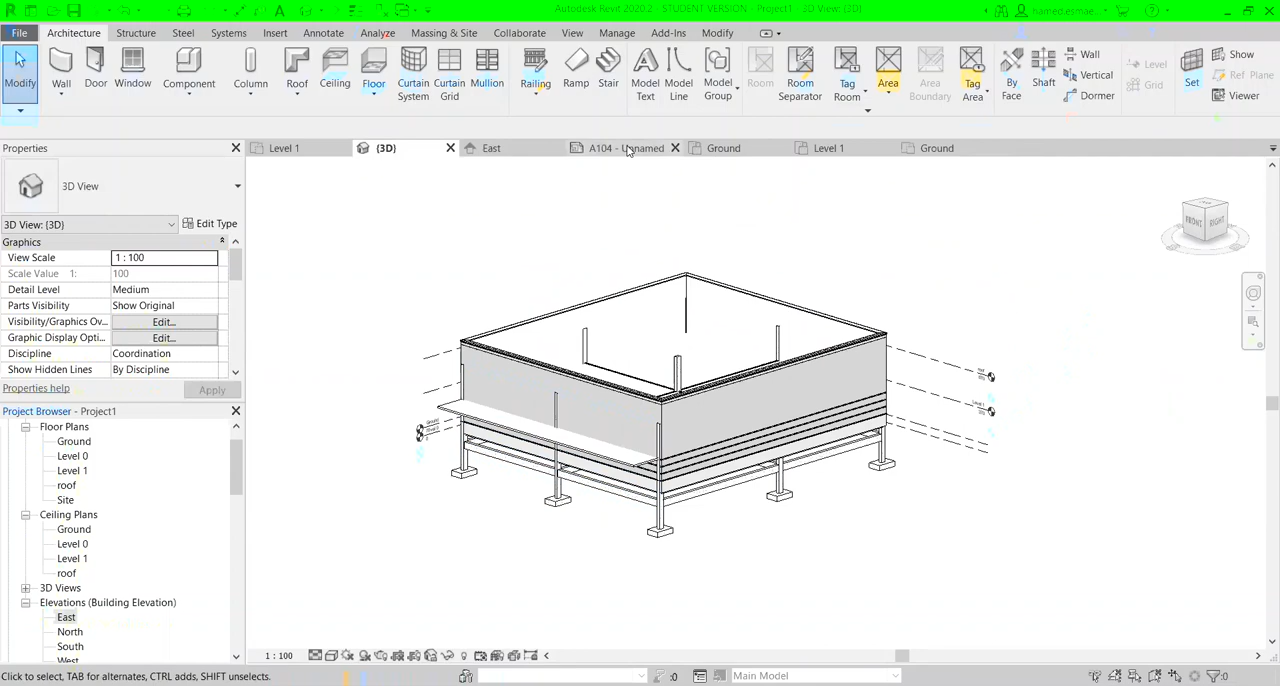 Autodesk Revit 2020.2 - STUDENT VERSION - Project1 - 3D View: {3D}
hamed.esmae...
File Architecture Structure Steel Systems Insert Annotate Analyze Massing & Site Collaborate View Manage Add-Ins Modify
Modify Wall Door Window Component Column Roof Ceiling Floor Curtain System Curtain Grid Mullion Railing Ramp Stair Model Text Model Line Model Group Room Room Separator Tag Room Area Area Boundary Tag Area By Face Shaft Wall Vertical Dormer Level Grid Set Show Ref Plane Viewer
Properties
Level 1 {3D} East A104 - Unnamed Ground Level 1 Ground
3D View
3D View: {3D} Edit Type
Graphics
View Scale 1 : 100
Scale Value 1: 100
Detail Level Medium
Parts Visibility Show Original
Visibility/Graphics Ov... Edit...
Graphic Display Opti... Edit...
Discipline Coordination
Show Hidden Lines By Discipline
Properties help Apply
Project Browser - Project1
Floor Plans
Ground
Level 0
Level 1
roof
Site
Ceiling Plans
Ground
Level 0
Level 1
roof
3D Views
Elevations (Building Elevation)
East
North
South
West
FRONT RIGHT
1 : 100
Click to select, TAB for alternates, CTRL adds, SHIFT unselects.
:0
Main Model
:0